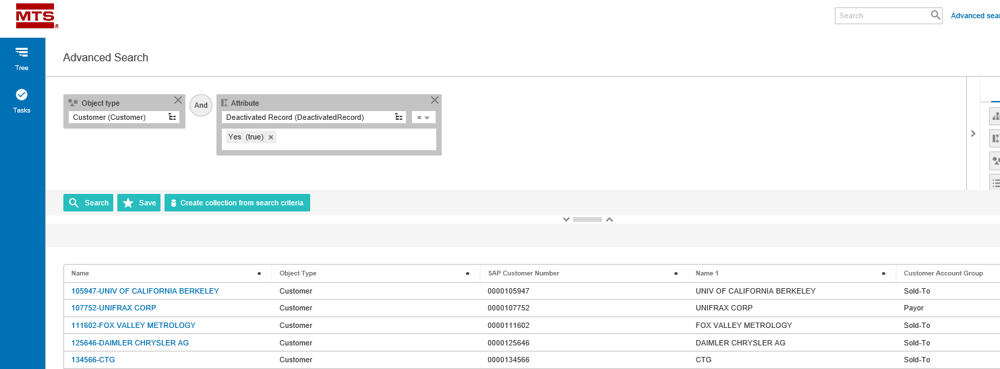 MTS
Search
Advanced sear
Tree
Tasks
Advanced Search
Object type
Customer (Customer)
And
Attribute
Deactivated Record (DeactivatedRecord)
=
Yes (true)
Search
Save
Create collection from search criteria
Name Object Type SAP Customer Number Name 1 Customer Account Group
105947-UNIV OF CALIFORNIA BERKELEY Customer 0000105947 UNIV OF CALIFORNIA BERKELEY Sold-To
107752-UNIFRAX CORP Customer 0000107752 UNIFRAX CORP Payor
111602-FOX VALLEY METROLOGY Customer 0000111602 FOX VALLEY METROLOGY Sold-To
125646-DAIMLER CHRYSLER AG Customer 0000125646 DAIMLER CHRYSLER AG Sold-To
134566-CTG Customer 0000134566 CTG Sold-To